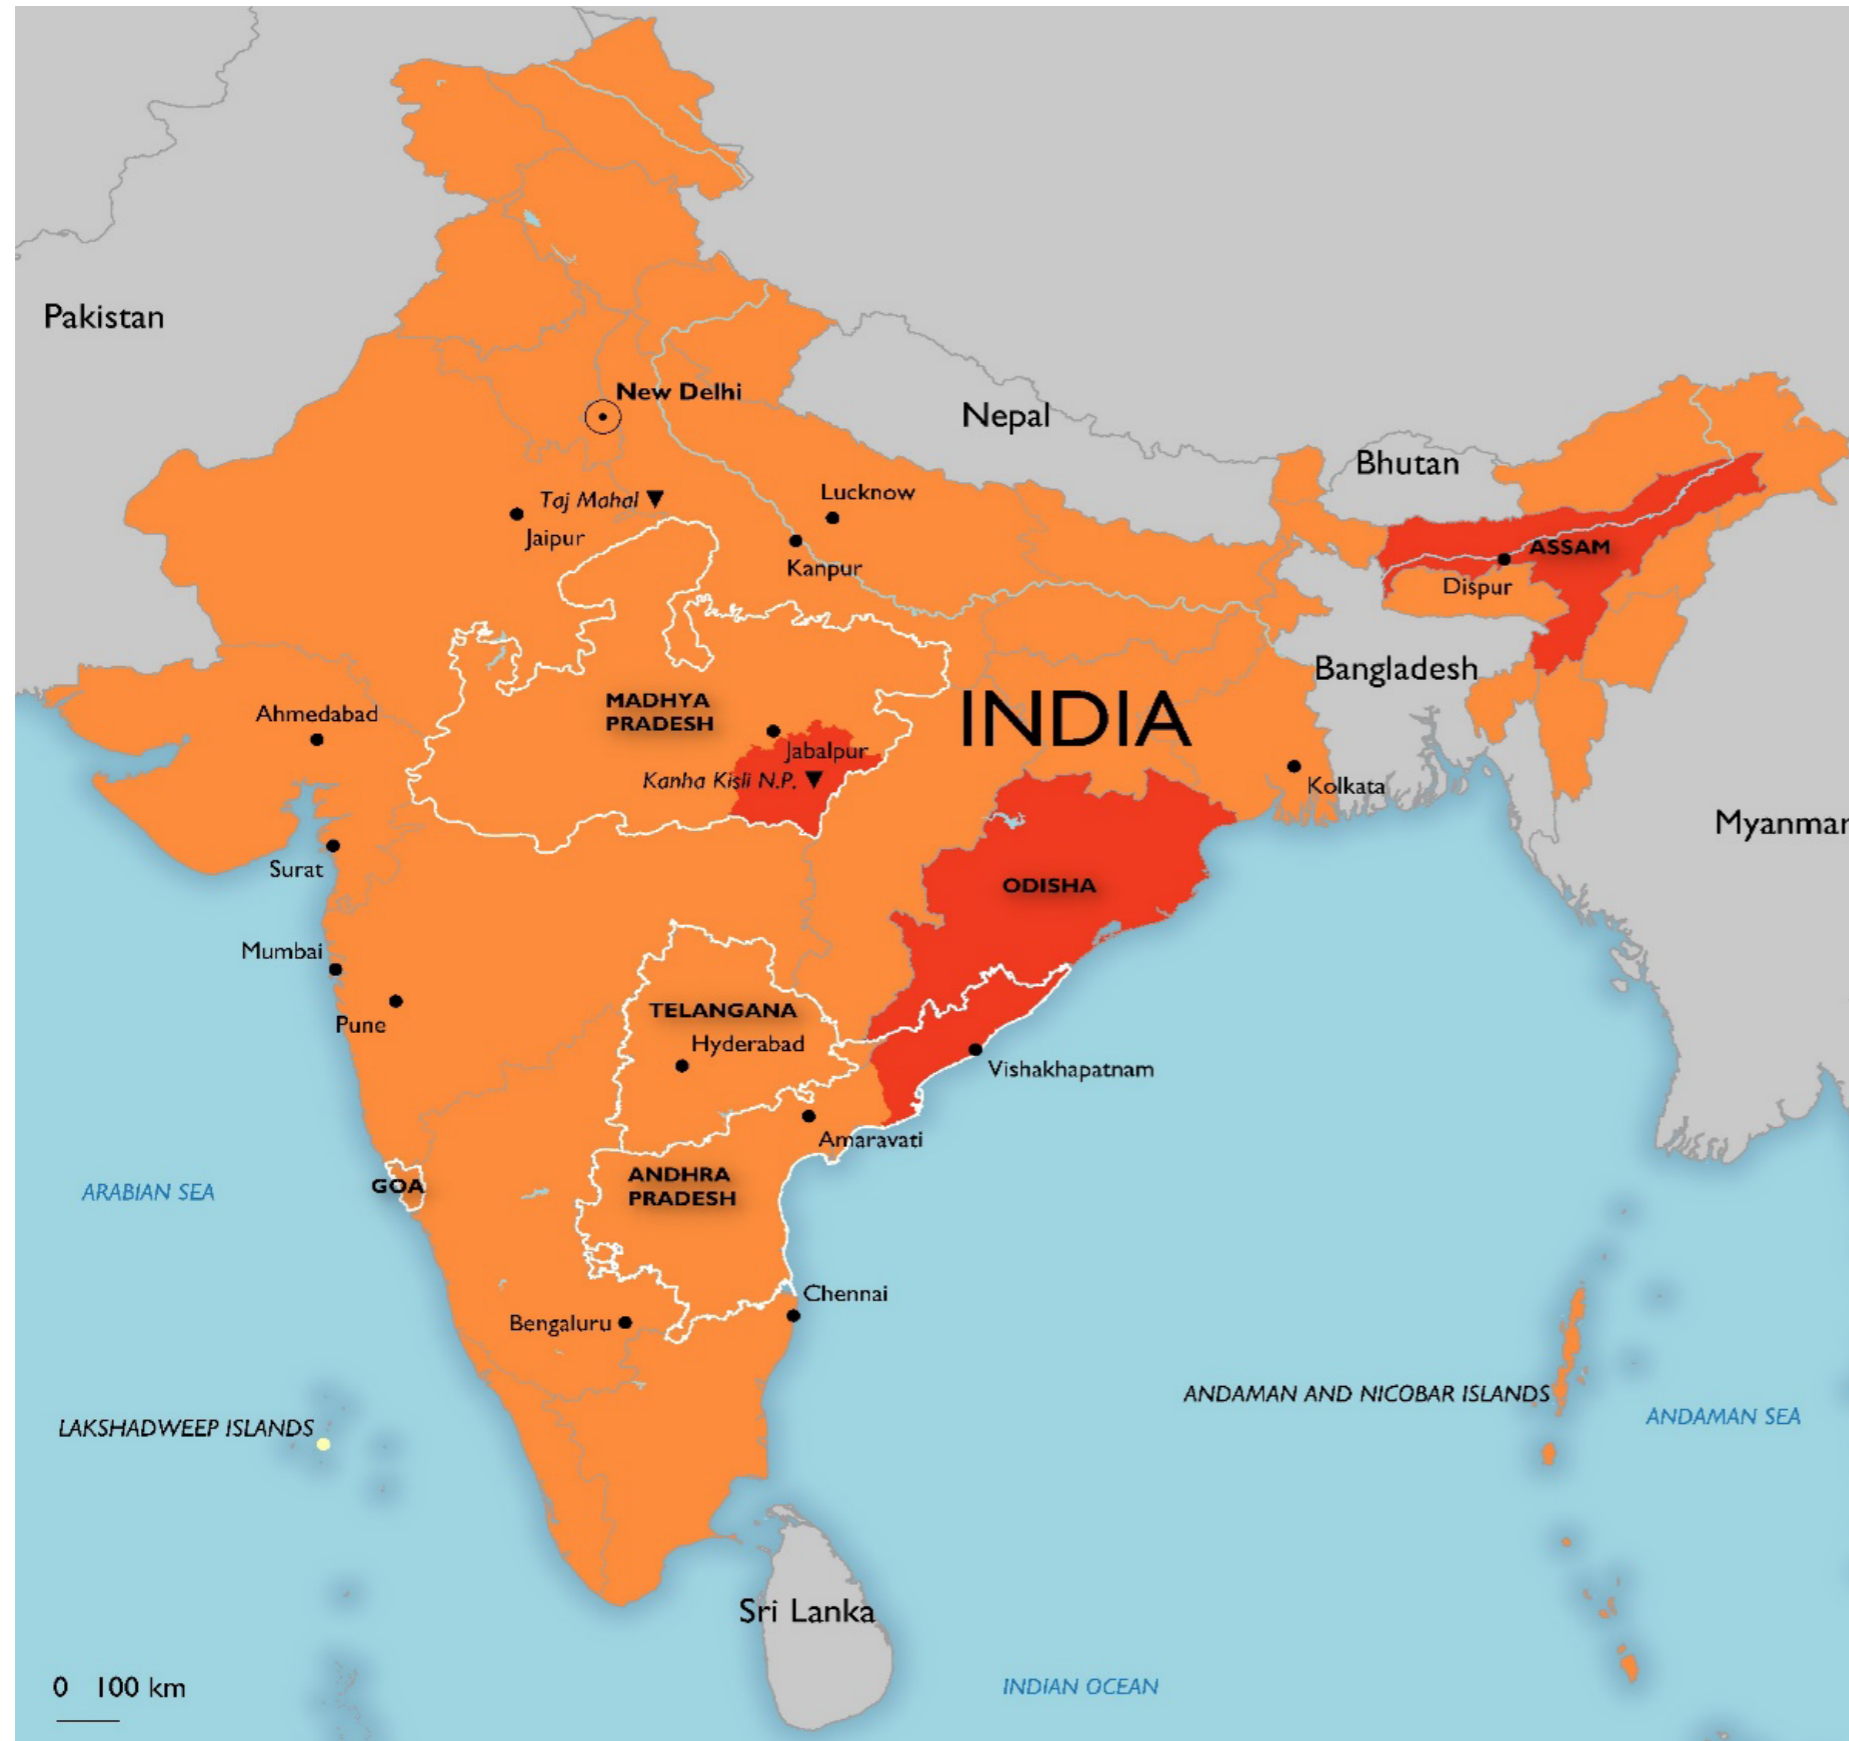 Pakistan
New Delhi
Nepal
Bhutan
Taj Mahal
Lucknow
Jaipur
Kanpur
ASSAM
Dispur
Bangladesh
MADHYA
PRADESH
INDIA
Ahmedabad
Jabalpur
Kanha Kisli N.P.
Kolkata
Myanmar
Surat
ODISHA
Mumbai
TELANGANA
Pune
Hyderabad
Vishakhapatnam
Amaravati
ANDHRA
PRADESH
GOA
ARABIAN SEA
Chennai
Bengaluru
ANDAMAN AND NICOBAR ISLANDS
ANDAMAN SEA
LAKSHADWEEP ISLANDS
Sri Lanka
0 100 km
INDIAN OCEAN